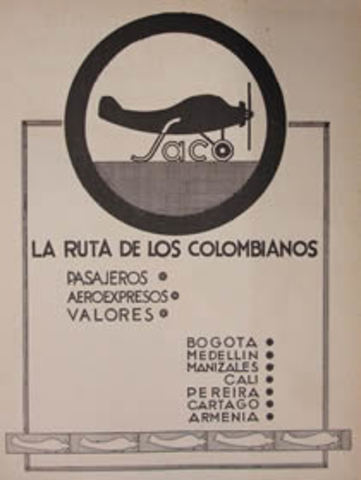 Saco
LA RUTA DE LOS COLOMBIANOS
PASAJEROS
AEROEXPRESOS
VALORES
BOGOTA
MEDELLIN
MANIZALES
CALI
PEREIRA
CARTAGO
ARMENIA